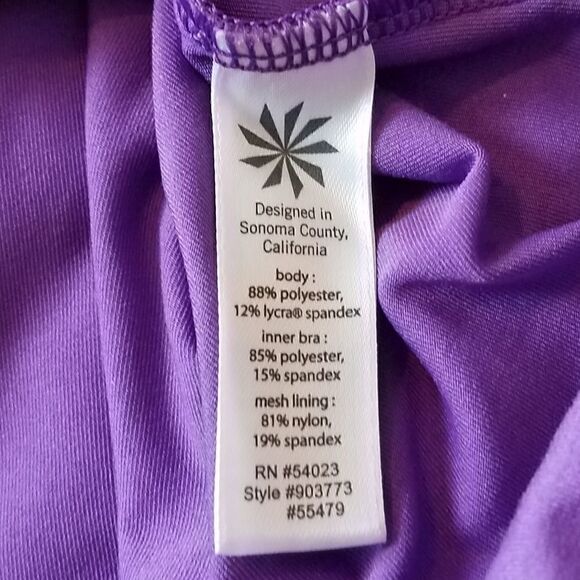 Designed in
Sonoma County,
California
body :
88% polyester,
12% lycra® spandex
inner bra :
85% polyester,
15% spandex
mesh lining :
81% nylon,
19% spandex
RN #54023
Style #903773
#55479